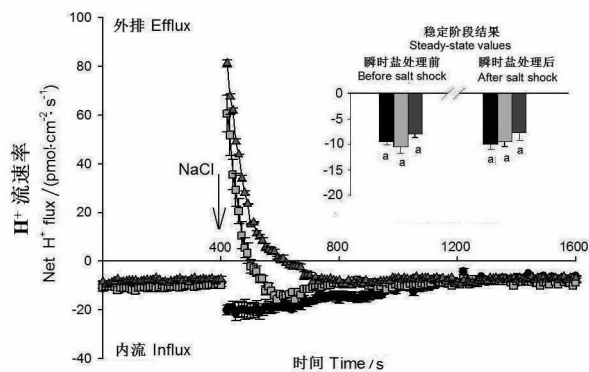 外排 Efflux
稳定阶段结果
Steady-state values
瞬时盐处理前
Before salt shock
瞬时盐处理后
After salt shock
0
-5
-10
-15
-20
a
a
a
a
a
a
H⁺ 流速率
Net H⁺ flux /(pmol·cm⁻²·s⁻¹)
100
80
60
40
20
0
-20
-40
NaCl
400
800
1200
1600
内流 Influx
时间 Time/s